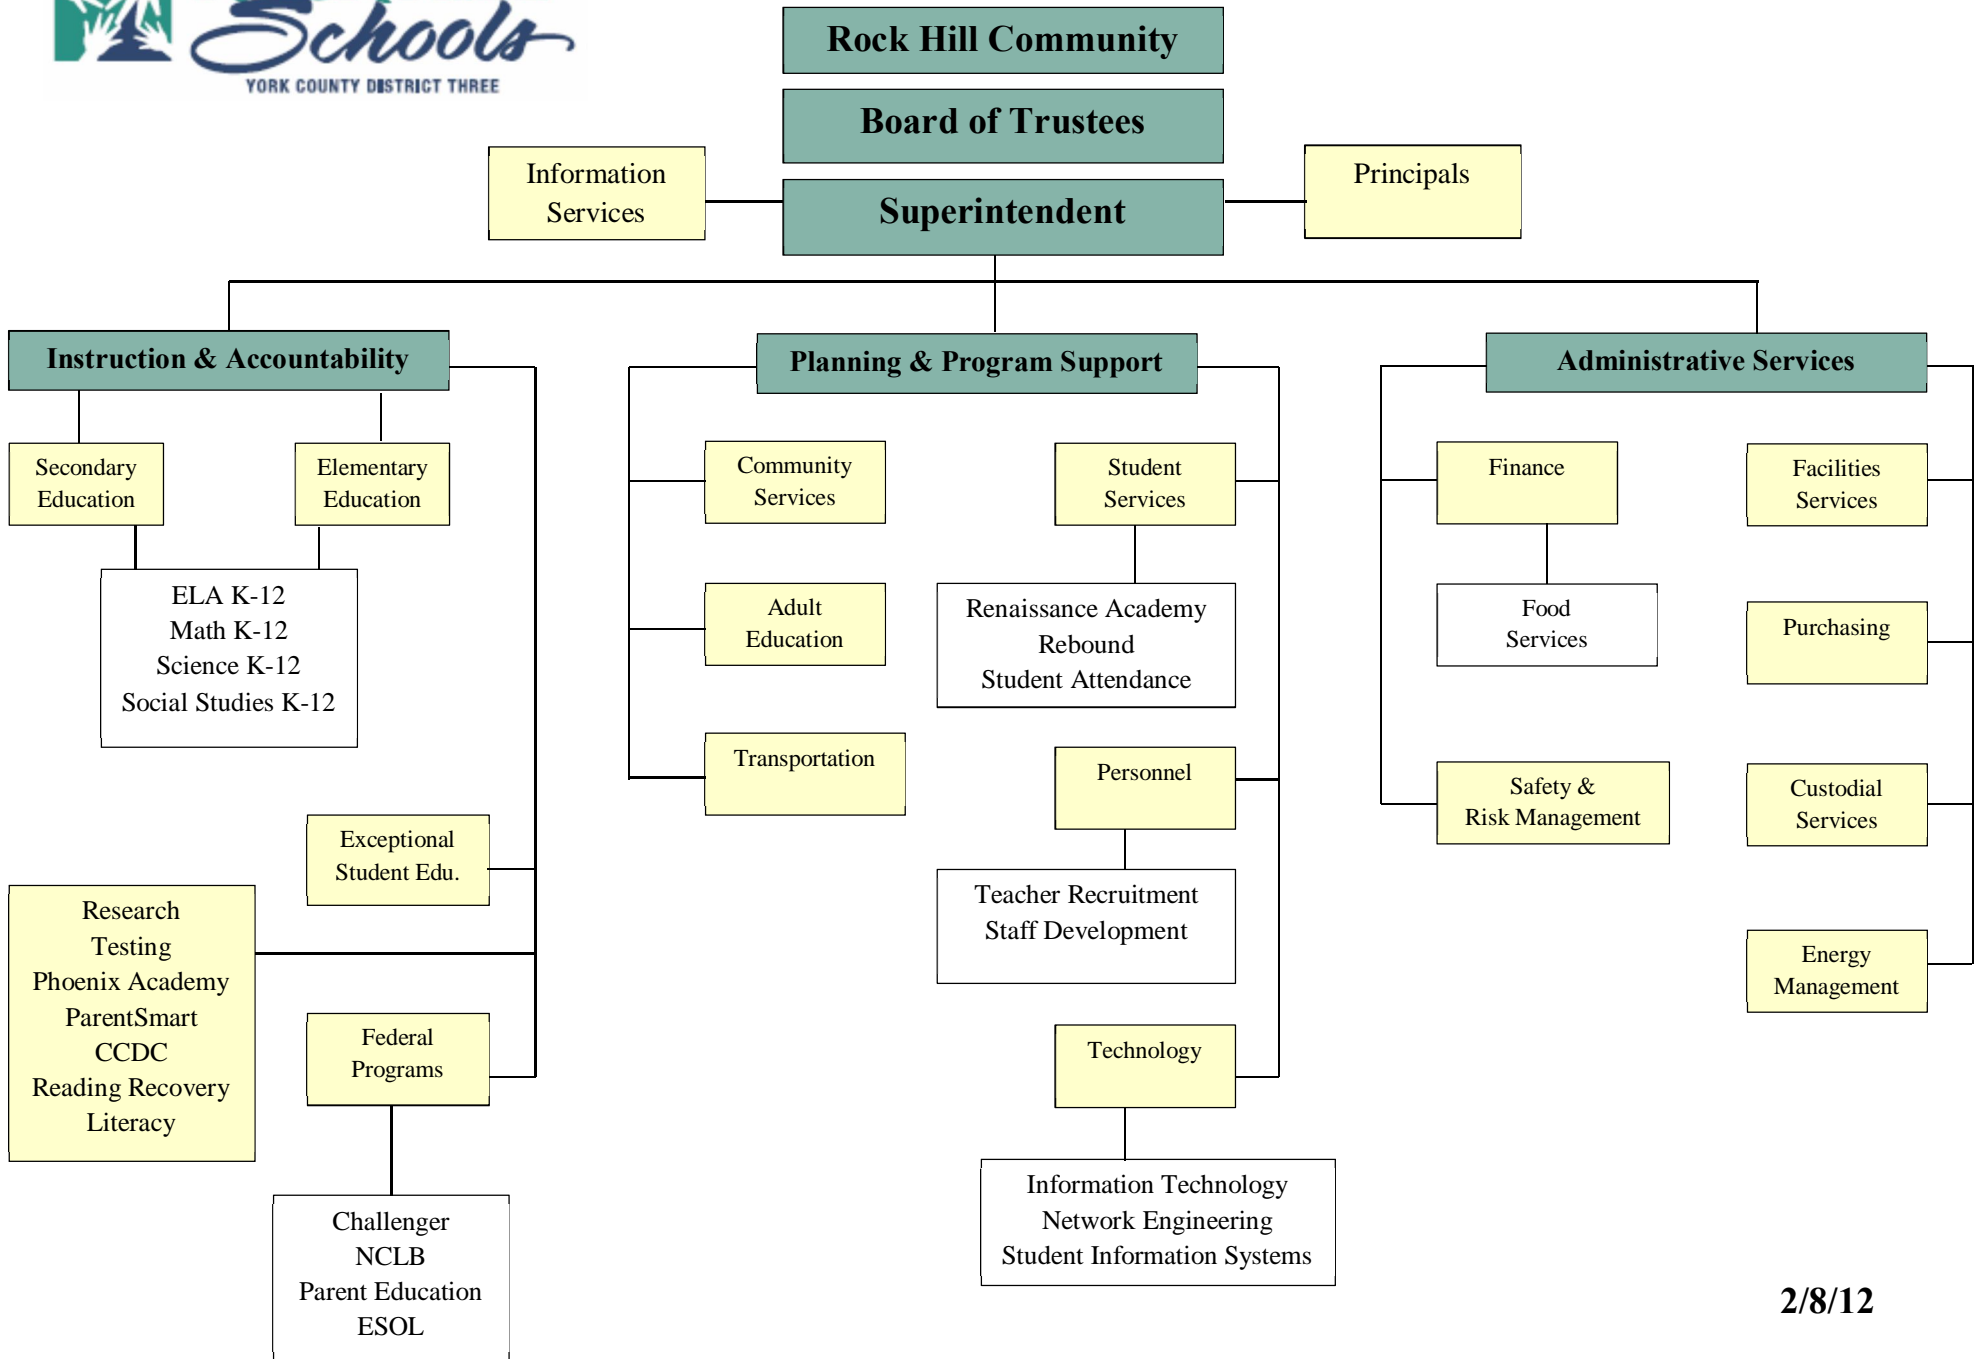 Schools
YORK COUNTY DISTRICT THREE
Rock Hill Community
Board of Trustees
Information
Services
Superintendent
Principals
Instruction & Accountability
Planning & Program Support
Administrative Services
Secondary
Education
Elementary
Education
ELA K-12
Math K-12
Science K-12
Social Studies K-12
Exceptional
Student Edu.
Research
Testing
Phoenix Academy
ParentSmart
CCDC
Reading Recovery
Literacy
Federal
Programs
Challenger
NCLB
Parent Education
ESOL
Community
Services
Adult
Education
Transportation
Student
Services
Renaissance Academy
Rebound
Student Attendance
Personnel
Teacher Recruitment
Staff Development
Technology
Information Technology
Network Engineering
Student Information Systems
Finance
Food
Services
Safety &
Risk Management
Facilities
Services
Purchasing
Custodial
Services
Energy
Management
2/8/12